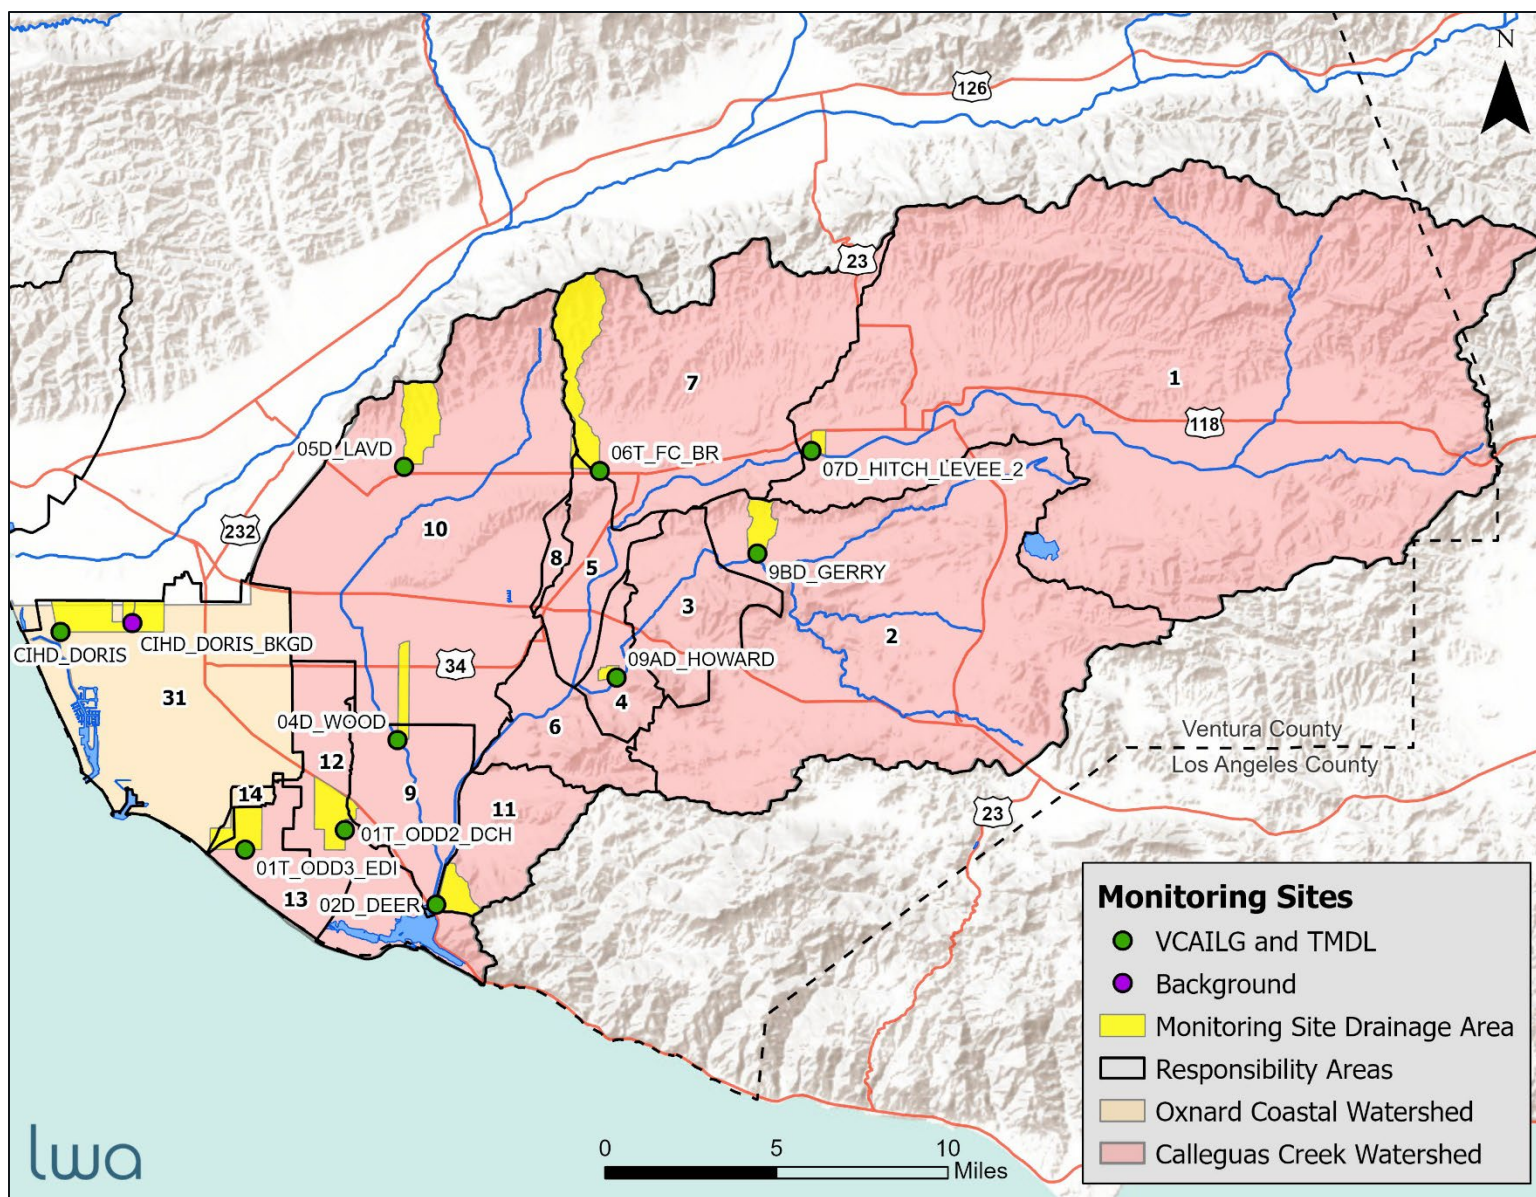 N
126
23
7
1
118
05D_LAVD
06T_FC_BR
07D_HITCH_LEVEE_2
232
10
8
5
9BD_GERRY
3
2
CIHD_DORIS
CIHD_DORIS_BKGD
34
09AD_HOWARD
31
4
04D_WOOD
6
Ventura County
Los Angeles County
12
9
14
11
23
01T_ODD2_DCH
01T_ODD3_EDI
13
02D_DEER
Monitoring Sites
VCAILG and TMDL
Background
Monitoring Site Drainage Area
Responsibility Areas
Oxnard Coastal Watershed
Calleguas Creek Watershed
lwa
0 5 10
Miles